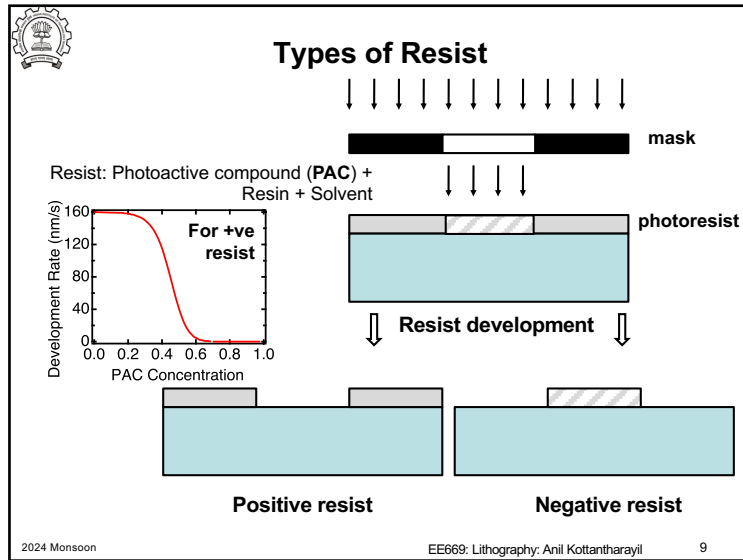 Types of Resist
mask
Resist: Photoactive compound (PAC) +
Resin + Solvent
photoresist
160
120
80
40
0
Development Rate (nm/s)
For +ve
resist
0.0 0.2 0.4 0.6 0.8 1.0
PAC Concentration
Resist development
Positive resist
Negative resist
2024 Monsoon
EE669: Lithography: Anil Kottantharayil
9